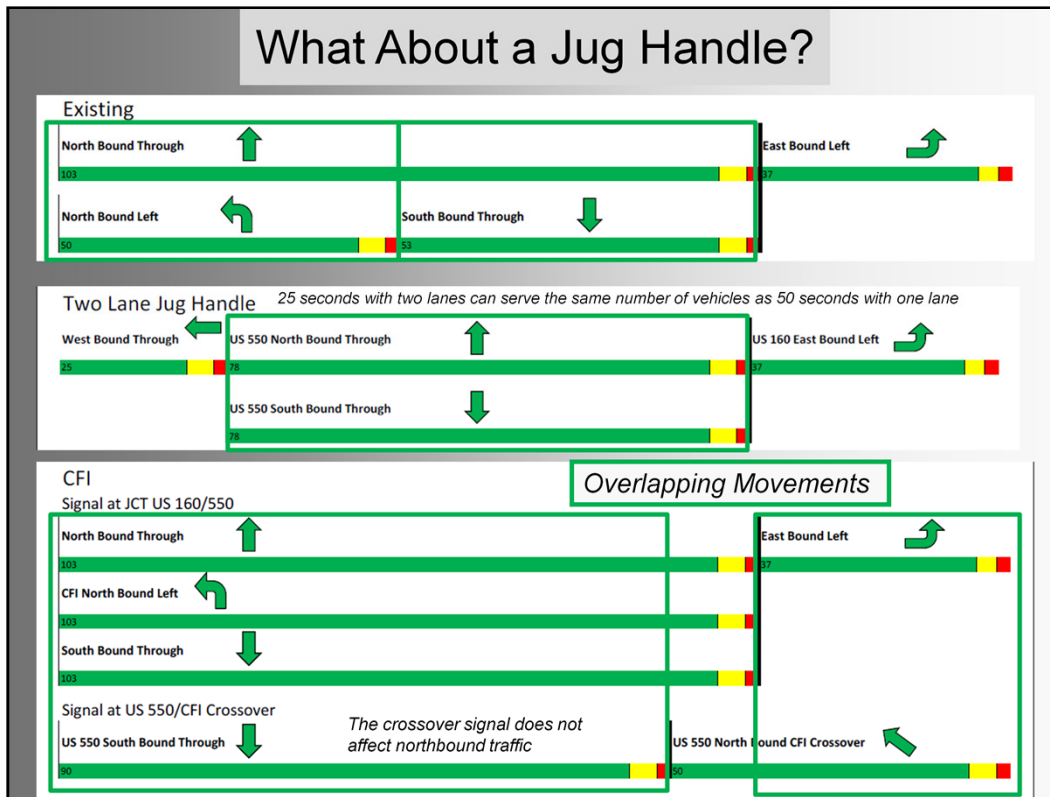 What About a Jug Handle?
Existing
North Bound Through
East Bound Left
103
37
North Bound Left
South Bound Through
50
53
Two Lane Jug Handle
25 seconds with two lanes can serve the same number of vehicles as 50 seconds with one lane
West Bound Through
US 550 North Bound Through
US 160 East Bound Left
25
78
37
US 550 South Bound Through
78
CFI
Overlapping Movements
Signal at JCT US 160/550
North Bound Through
East Bound Left
103
37
CFI North Bound Left
103
South Bound Through
103
Signal at US 550/CFI Crossover
The crossover signal does not
affect northbound traffic
US 550 South Bound Through
US 550 North Bound CFI Crossover
90
50